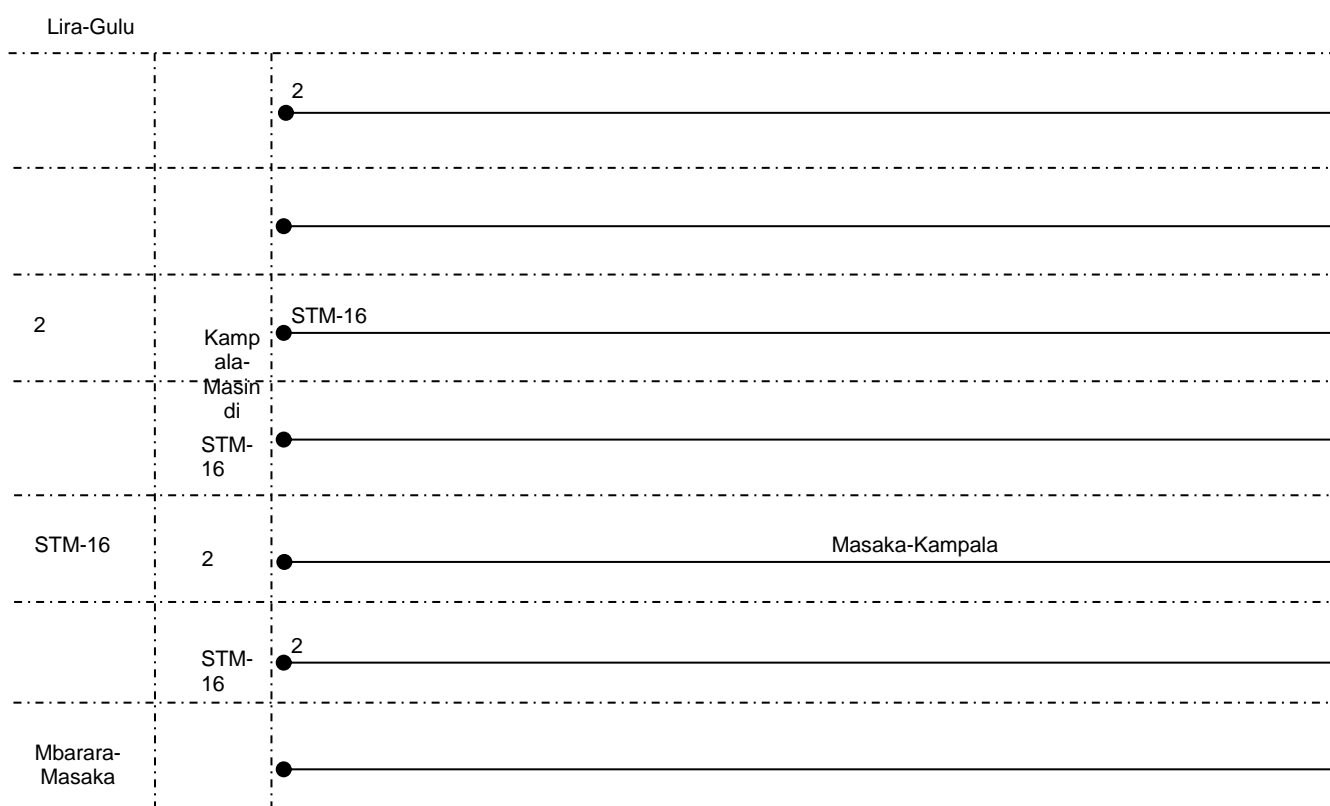 Lira-Gulu
2
STM-16
2
Kamp
ala-
Masin
di
STM-
16
STM-16
2
Masaka-Kampala
2
STM-
16
Mbarara-
Masaka